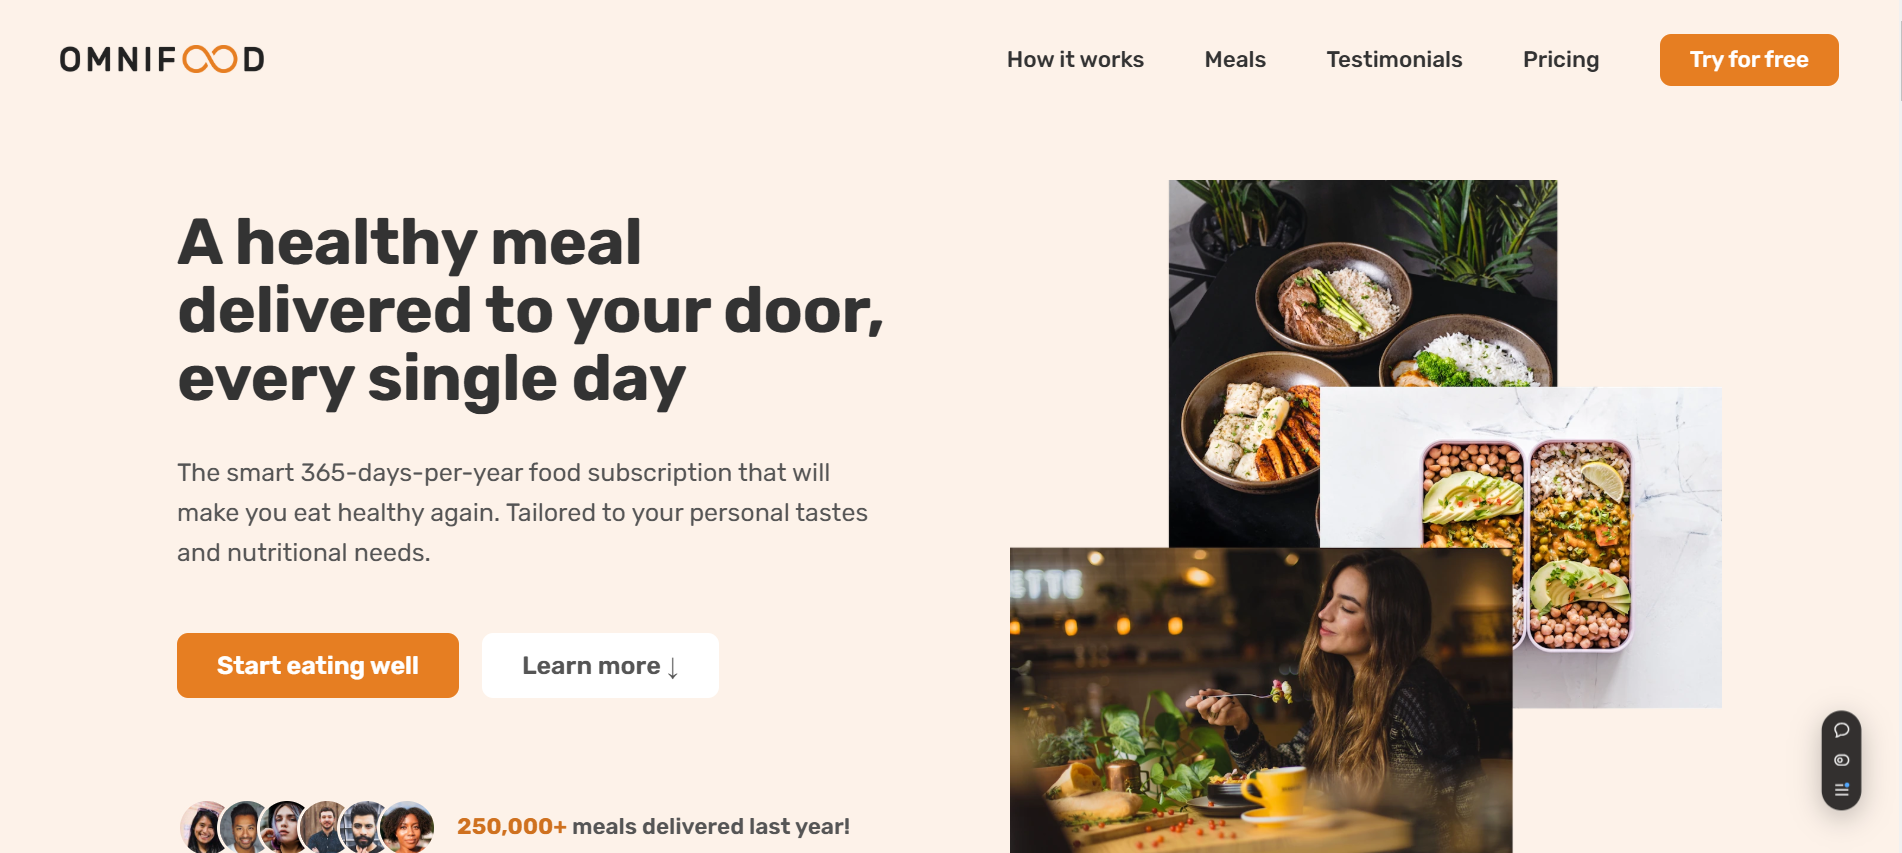 OMNIFOOD
How it works
Meals
Testimonials
Pricing
Try for free
A healthy meal
delivered to your door,
every single day
The smart 365-days-per-year food subscription that will
make you eat healthy again. Tailored to your personal tastes
and nutritional needs.
Start eating well
Learn more ↓
ETTE
250,000+ meals delivered last year!